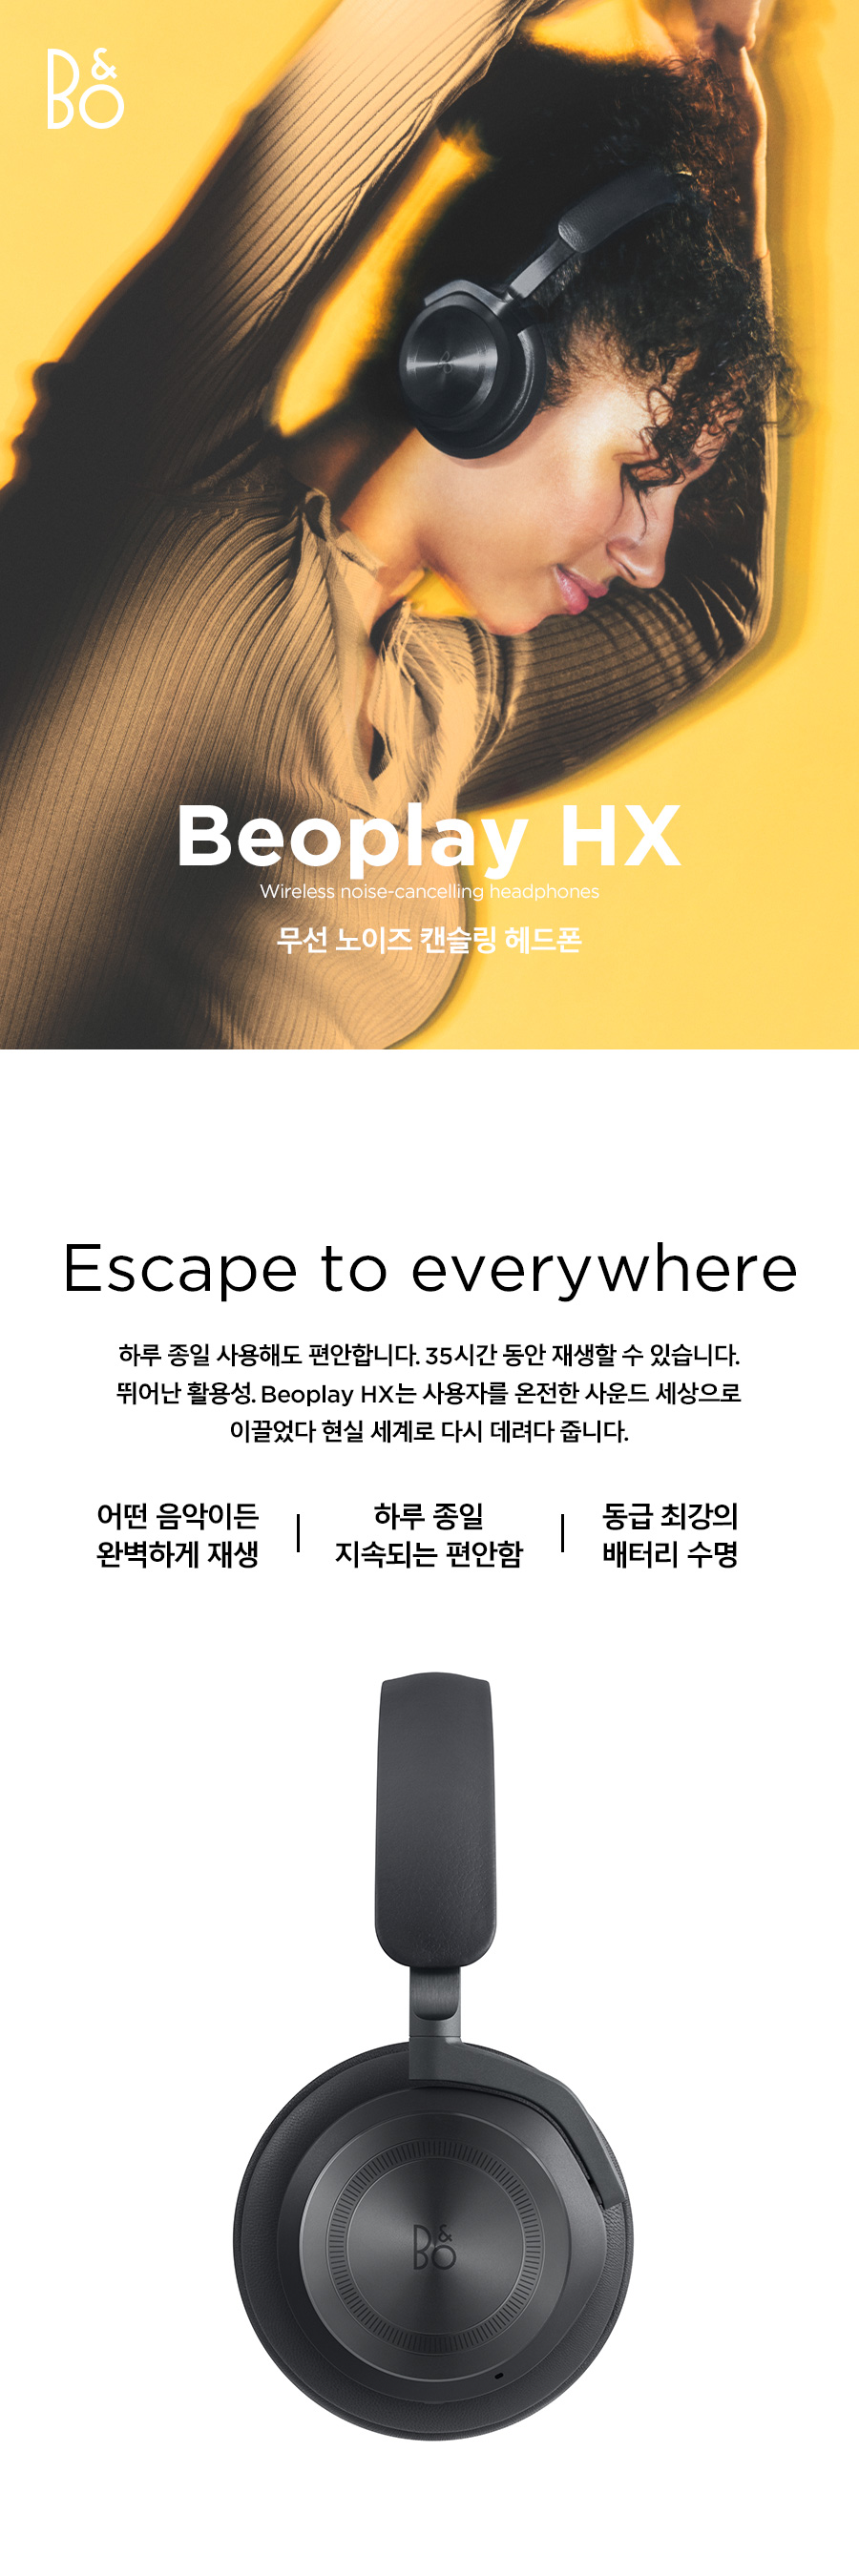 B&O
Beoplay HX
Wireless noise-cancelling headphones
무선 노이즈 캔슬링 헤드폰
Escape to everywhere
하루 종일 사용해도 편안합니다. 35시간 동안 재생할 수 있습니다.
뛰어난 활용성. Beoplay HX는 사용자를 온전한 사운드 세상으로
이끌었다 현실 세계로 다시 데려다 줍니다.
어떤 음악이든
완벽하게 재생
하루 종일
지속되는 편안함
동급 최강의
배터리 수명
B&O